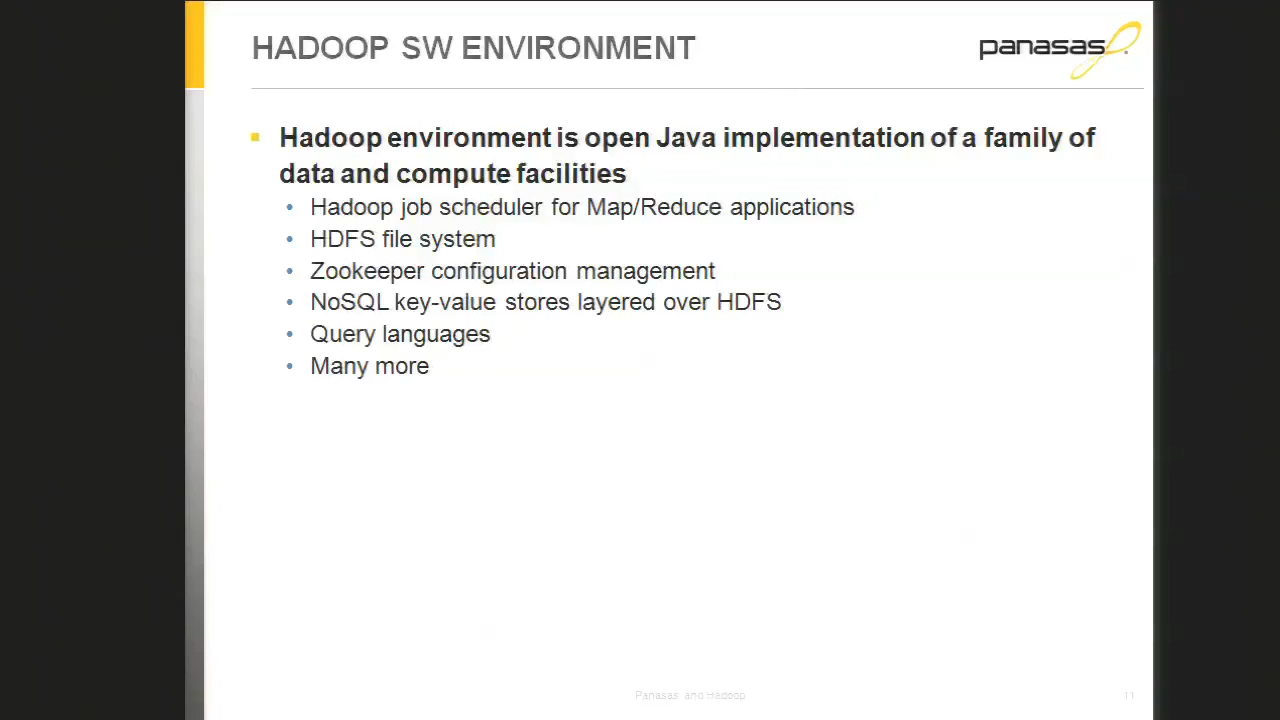 HADOOP SW ENVIRONMENT
panasas
Hadoop environment is open Java implementation of a family of
data and compute facilities
Hadoop job scheduler for Map/Reduce applications
HDFS file system
Zookeeper configuration management
NoSQL key-value stores layered over HDFS
Query languages
Many more
Panasas and Hadoop
11